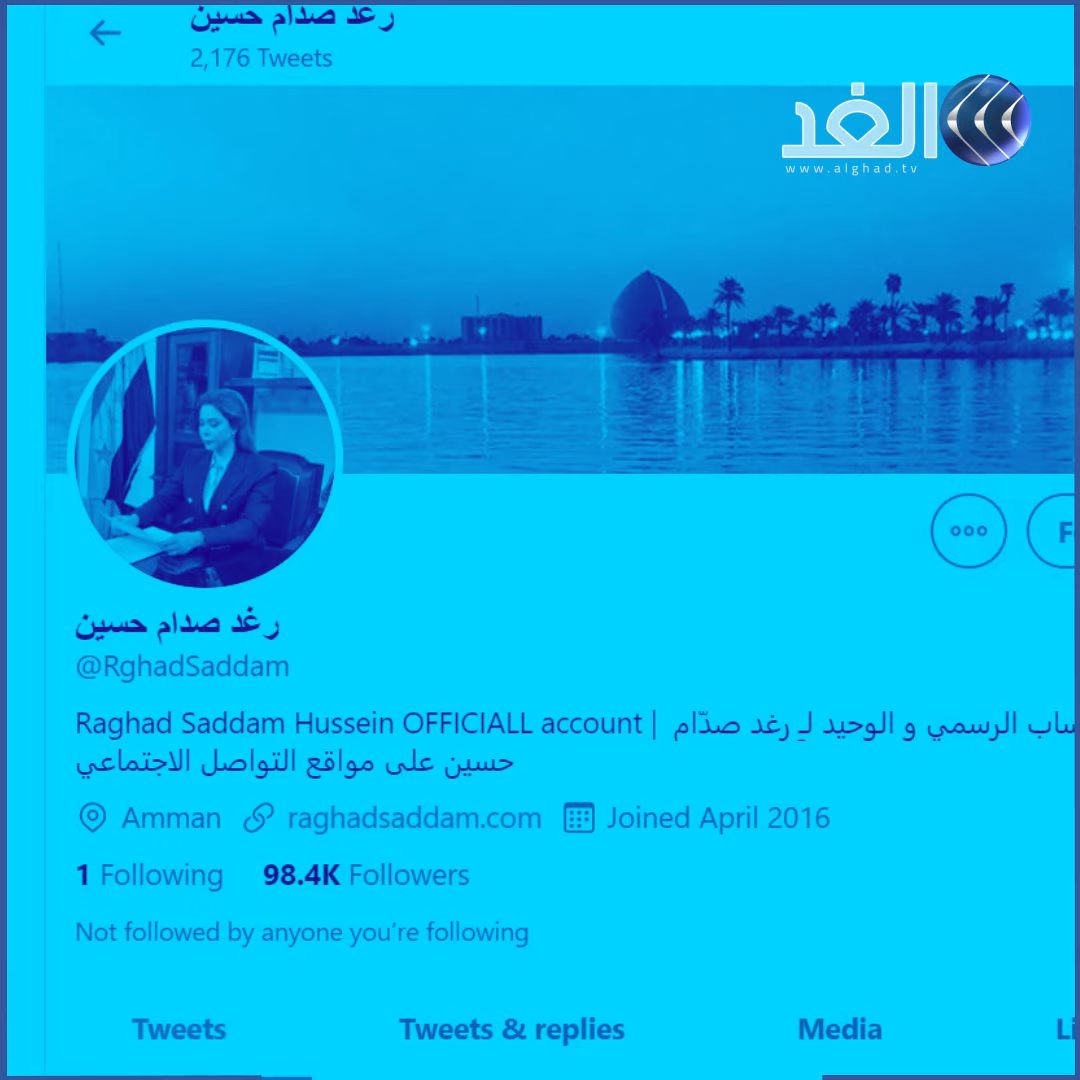 رغد صدام حسين
2,176 Tweets
الغد
www.alghad.tv
رغد صدام حسين
@RghadSaddam
Raghad Saddam Hussein OFFICIALL account | ساب الرسمي و الوحيد لـِ رغد صدّام
حسين على مواقع التواصل الاجتماعي
Amman raghadsaddam.com Joined April 2016
1 Following 98.4K Followers
Not followed by anyone you’re following
Tweets Tweets & replies Media